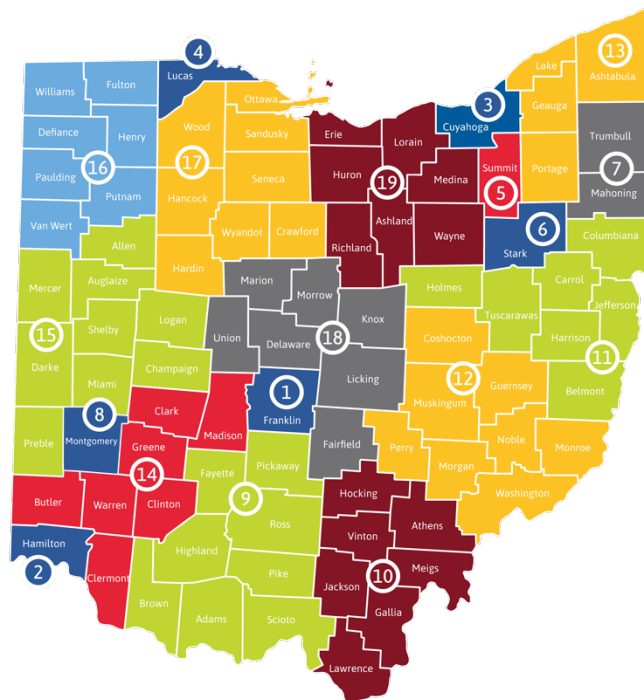 4
13
Lake
Ashtabula
Williams
Fulton
Lucas
Ottawa
3
Geauga
Defiance
Henry
Wood
Sandusky
Erie
Lorain
Cuyahoga
Trumbull
16
17
7
Paulding
Putnam
Hancock
Seneca
Huron
19
Medina
Summit
5
Portage
Mahoning
Van Wert
Allen
Wyandot
Crawford
Richland
Ashland
Wayne
6
Stark
Columbiana
Mercer
Auglaize
Hardin
Marion
Morrow
Holmes
Carroll
Jefferson
15
Shelby
Logan
Union
Delaware
18
Knox
Coshocton
Tuscarawas
Harrison
11
Darke
Miami
Champaign
Licking
12
Guernsey
Belmont
8
Clark
Madison
1
Franklin
Muskingum
Preble
Montgomery
Greene
Fairfield
Perry
Noble
Monroe
14
Fayette
Pickaway
Morgan
Butler
Warren
Clinton
9
Hocking
Washington
Ross
Athens
Hamilton
2
Highland
Vinton
Clermont
Pike
10
Meigs
Jackson
Brown
Adams
Scioto
Gallia
Lawrence